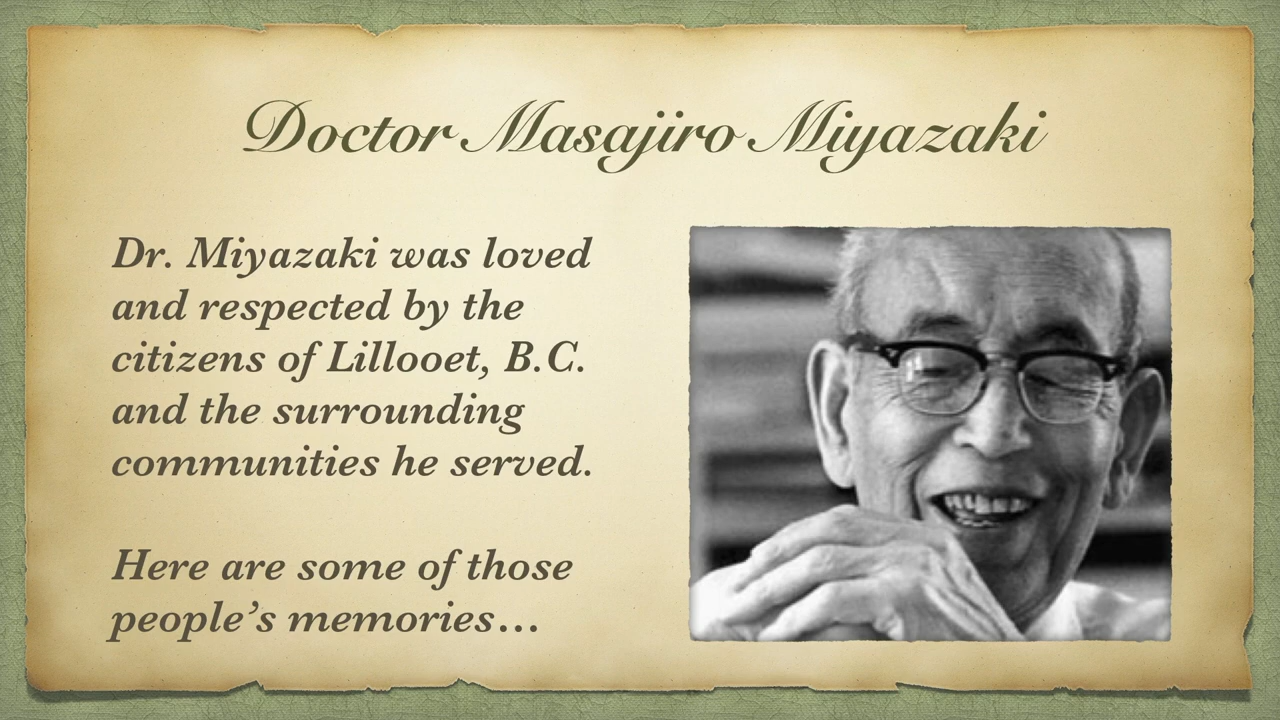 Doctor Masajiro Miyazaki
Dr. Miyazaki was loved
and respected by the
citizens of Lillooet, B.C.
and the surrounding
communities he served.
Here are some of those
people’s memories…